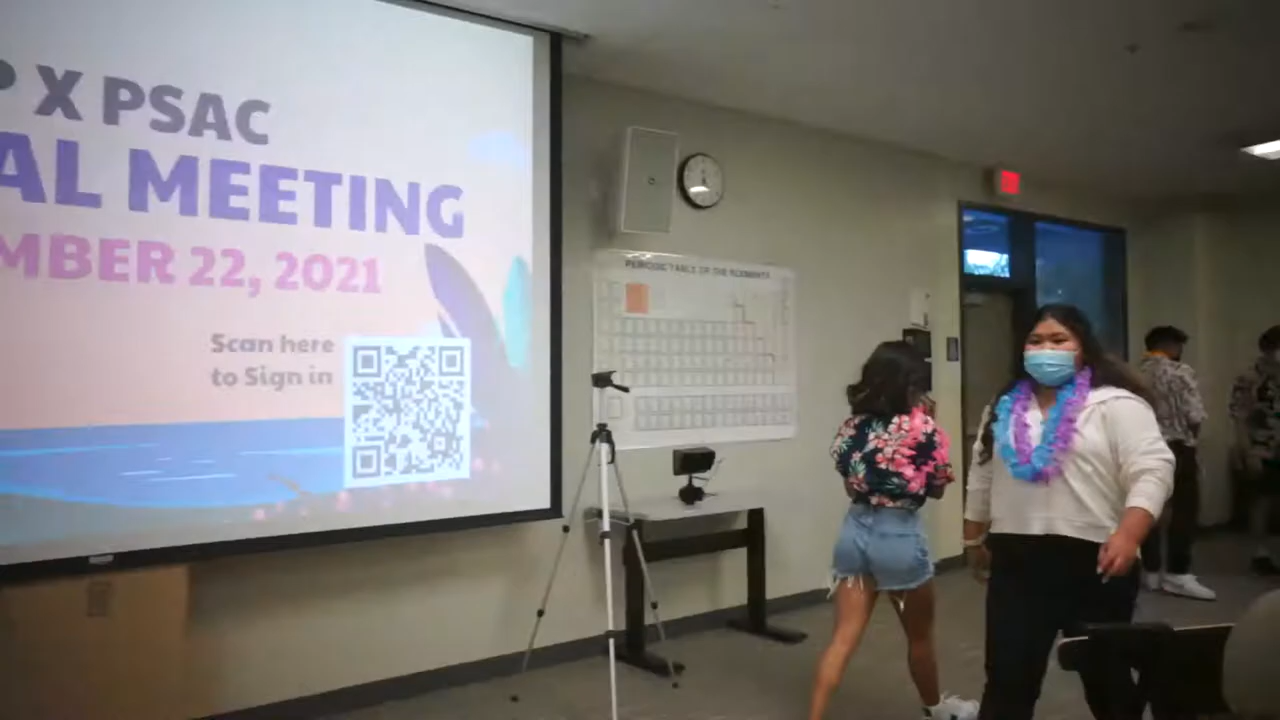 X PSAC
AL MEETING
MBER 22, 2021
Scan here
to Sign in
PERIODIC TABLE OF THE ELEMENTS